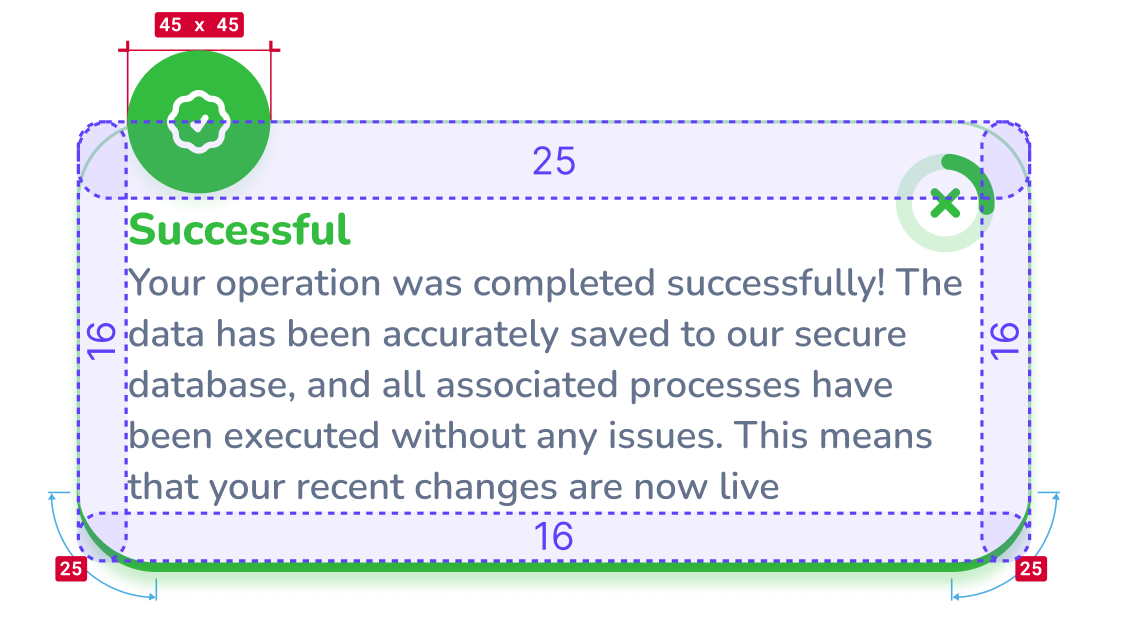 45 x 45
25
Successful
Your operation was completed successfully! The
data has been accurately saved to our secure
database, and all associated processes have
been executed without any issues. This means
that your recent changes are now live
16
16
16
25
25